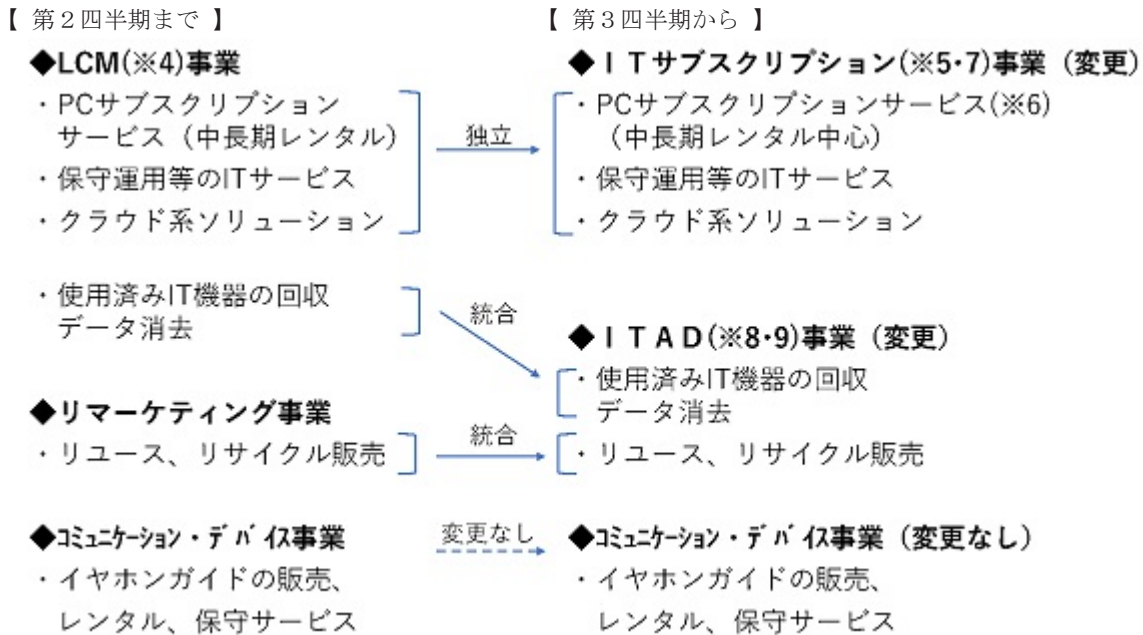 【 第２四半期まで 】
◆LCM(※4)事業
・PCサブスクリプション
サービス（中長期レンタル）
・保守運用等のITサービス
・クラウド系ソリューション
・使用済みIT機器の回収
データ消去
◆リマーケティング事業
・リユース、リサイクル販売
◆ｺﾐｭﾆｹｰｼｮﾝ・ﾃﾞﾊﾞｲｽ事業
・イヤホンガイドの販売、
レンタル、保守サービス
独立
統合
統合
変更なし
【 第３四半期から 】
◆ＩＴサブスクリプション(※5・7)事業（変更）
・PCサブスクリプションサービス(※6)
（中長期レンタル中心）
・保守運用等のITサービス
・クラウド系ソリューション
◆ＩＴＡＤ(※8・9)事業（変更）
・使用済みIT機器の回収
データ消去
・リユース、リサイクル販売
◆ｺﾐｭﾆｹｰｼｮﾝ・ﾃﾞﾊﾞｲｽ事業（変更なし）
・イヤホンガイドの販売、
レンタル、保守サービス